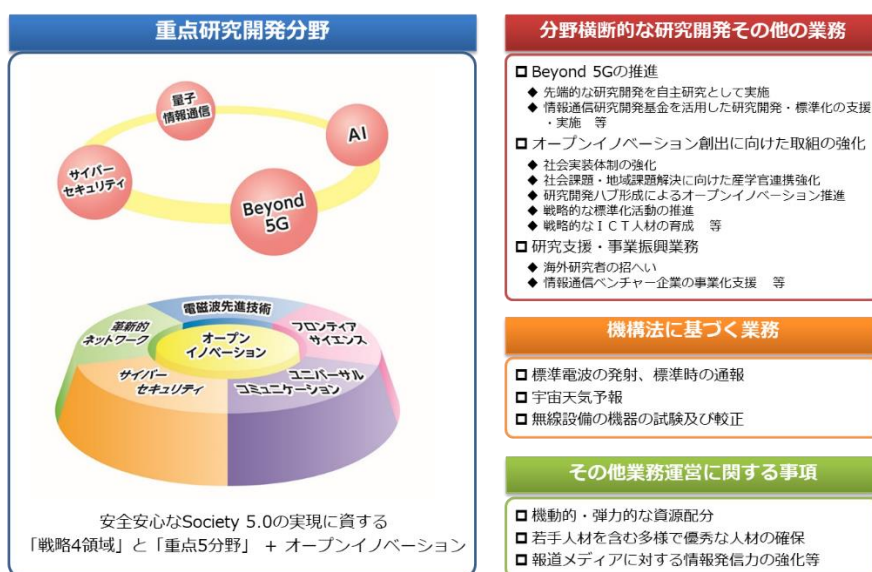 重点研究開発分野
量子
情報通信
AI
サイバー
セキュリティ
Beyond
5G
電磁波先進技術
革新的
ネットワーク
オープン
イノベーション
フロンティア
サイエンス
サイバー
セキュリティ
ユニバーサル
コミュニケーション
安全安心なSociety 5.0の実現に資する
「戦略4領域」と「重点5分野」 + オープンイノベーション
分野横断的な研究開発その他の業務
Beyond 5Gの推進
◆ 先端的な研究開発を自主研究として実施
◆ 情報通信研究開発基金を活用した研究開発・標準化の支援
・実施 等
オープンイノベーション創出に向けた取組の強化
◆ 社会実装体制の強化
◆ 社会課題・地域課題解決に向けた産学官連携強化
◆ 研究開発ハブ形成によるオープンイノベーション推進
◆ 戦略的な標準化活動の推進
◆ 戦略的なICT人材の育成 等
研究支援・事業振興業務
◆ 海外研究者の招へい
◆ 情報通信ベンチャー企業の事業化支援 等
機構法に基づく業務
標準電波の発射、標準時の通報
宇宙天気予報
無線設備の機器の試験及び較正
その他業務運営に関する事項
機動的・弾力的な資源配分
若手人材を含む多様で優秀な人材の確保
報道メディアに対する情報発信力の強化等